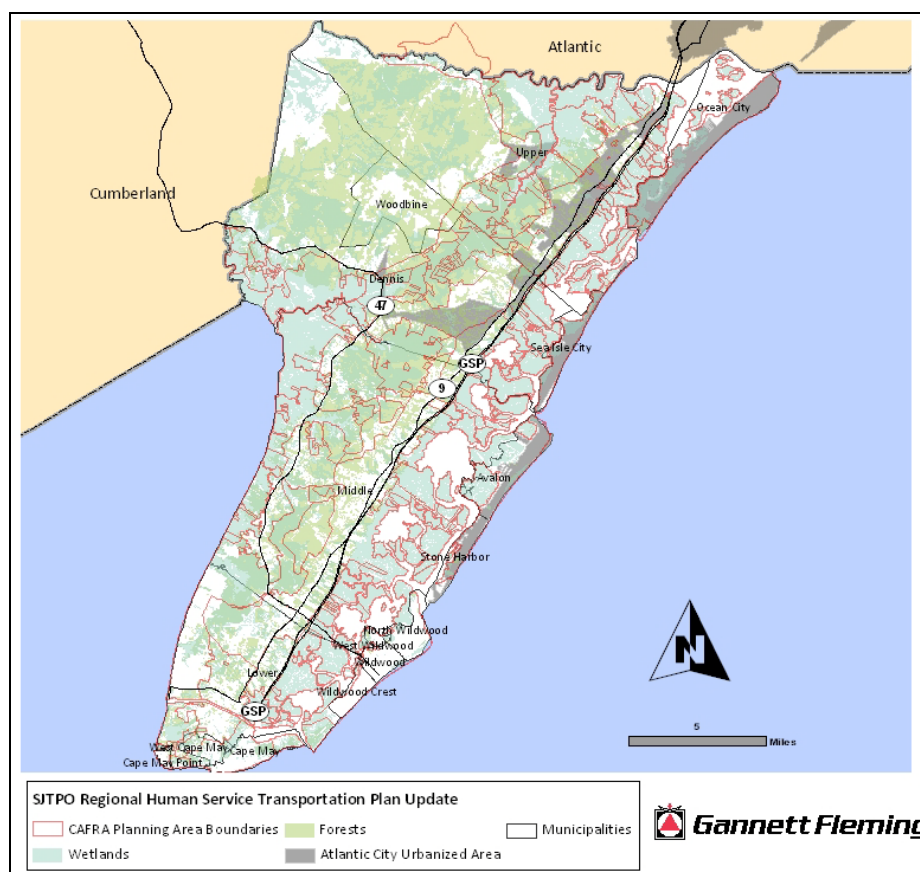 Atlantic
Ocean City
Upper
Cumberland
Woodbine
Dennis
47
Sea Isle City
GSP
9
Middle
Avalon
Stone Harbor
North Wildwood
West Wildwood
Wildwood
Lower
Wildwood Crest
GSP
West Cape May
Cape May
Cape May Point
N
5
Miles
SJTPO Regional Human Service Transportation Plan Update
CAFRA Planning Area Boundaries
Forests
Municipalities
Wetlands
Atlantic City Urbanized Area
Gannett Fleming